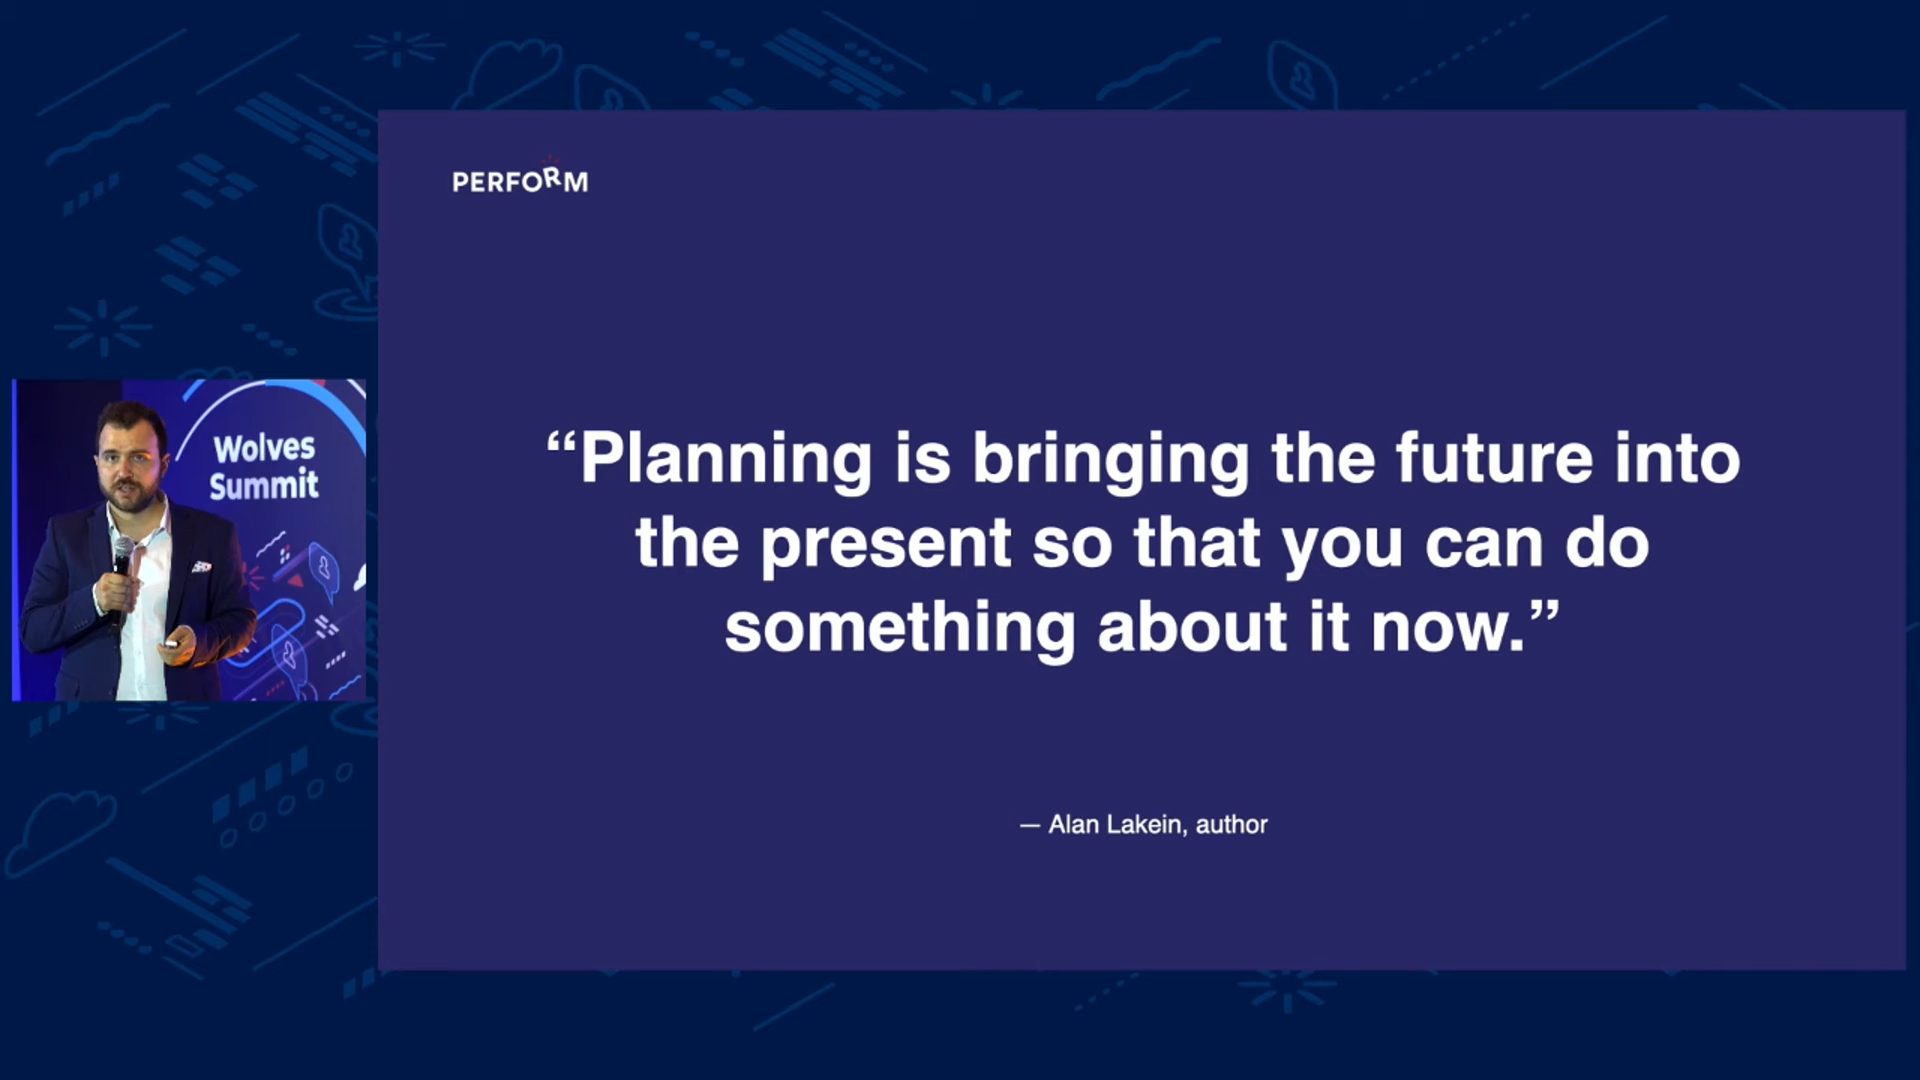 PERFORM
Wolves
Summit
“Planning is bringing the future into
the present so that you can do
something about it now.”
— Alan Lakein, author